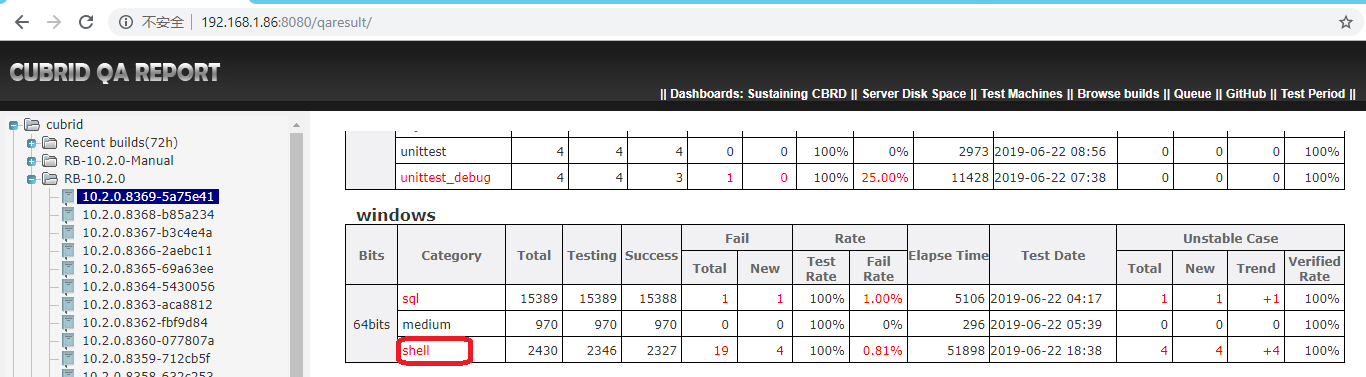 不安全 | 192.168.1.86:8080/qaresult/
CUBRID QA REPORT
|| Dashboards: Sustaining CBRD || Server Disk Space || Test Machines || Browse builds || Queue || GitHub || Test Period ||
cubrid
Recent builds(72h)
RB-10.2.0-Manual
RB-10.2.0
10.2.0.8369-5a75e41
10.2.0.8368-b85a234
10.2.0.8367-b3c4e4a
10.2.0.8366-2aebc11
10.2.0.8365-69a63ee
10.2.0.8364-5430056
10.2.0.8363-aca8812
10.2.0.8362-fbf9d84
10.2.0.8360-077807a
10.2.0.8359-712cb5f
10.2.0.8358-632c253
unittest 4 4 4 0 0 100% 0% 2973 2019-06-22 08:56 0 0 0 100%
unittest_debug 4 4 3 1 0 100% 25.00% 11428 2019-06-22 07:38 0 0 0 100%
windows
Bits Category Total Testing Success Fail Rate Elapse Time Test Date Unstable Case
Total New Test Rate Fail Rate Total New Trend Verified Rate
64bits
sql 15389 15389 15388 1 1 100% 1.00% 5106 2019-06-22 04:17 1 1 +1 100%
medium 970 970 970 0 0 100% 0% 296 2019-06-22 05:39 0 0 0 100%
shell 2430 2346 2327 19 4 100% 0.81% 51898 2019-06-22 18:38 4 4 +4 100%